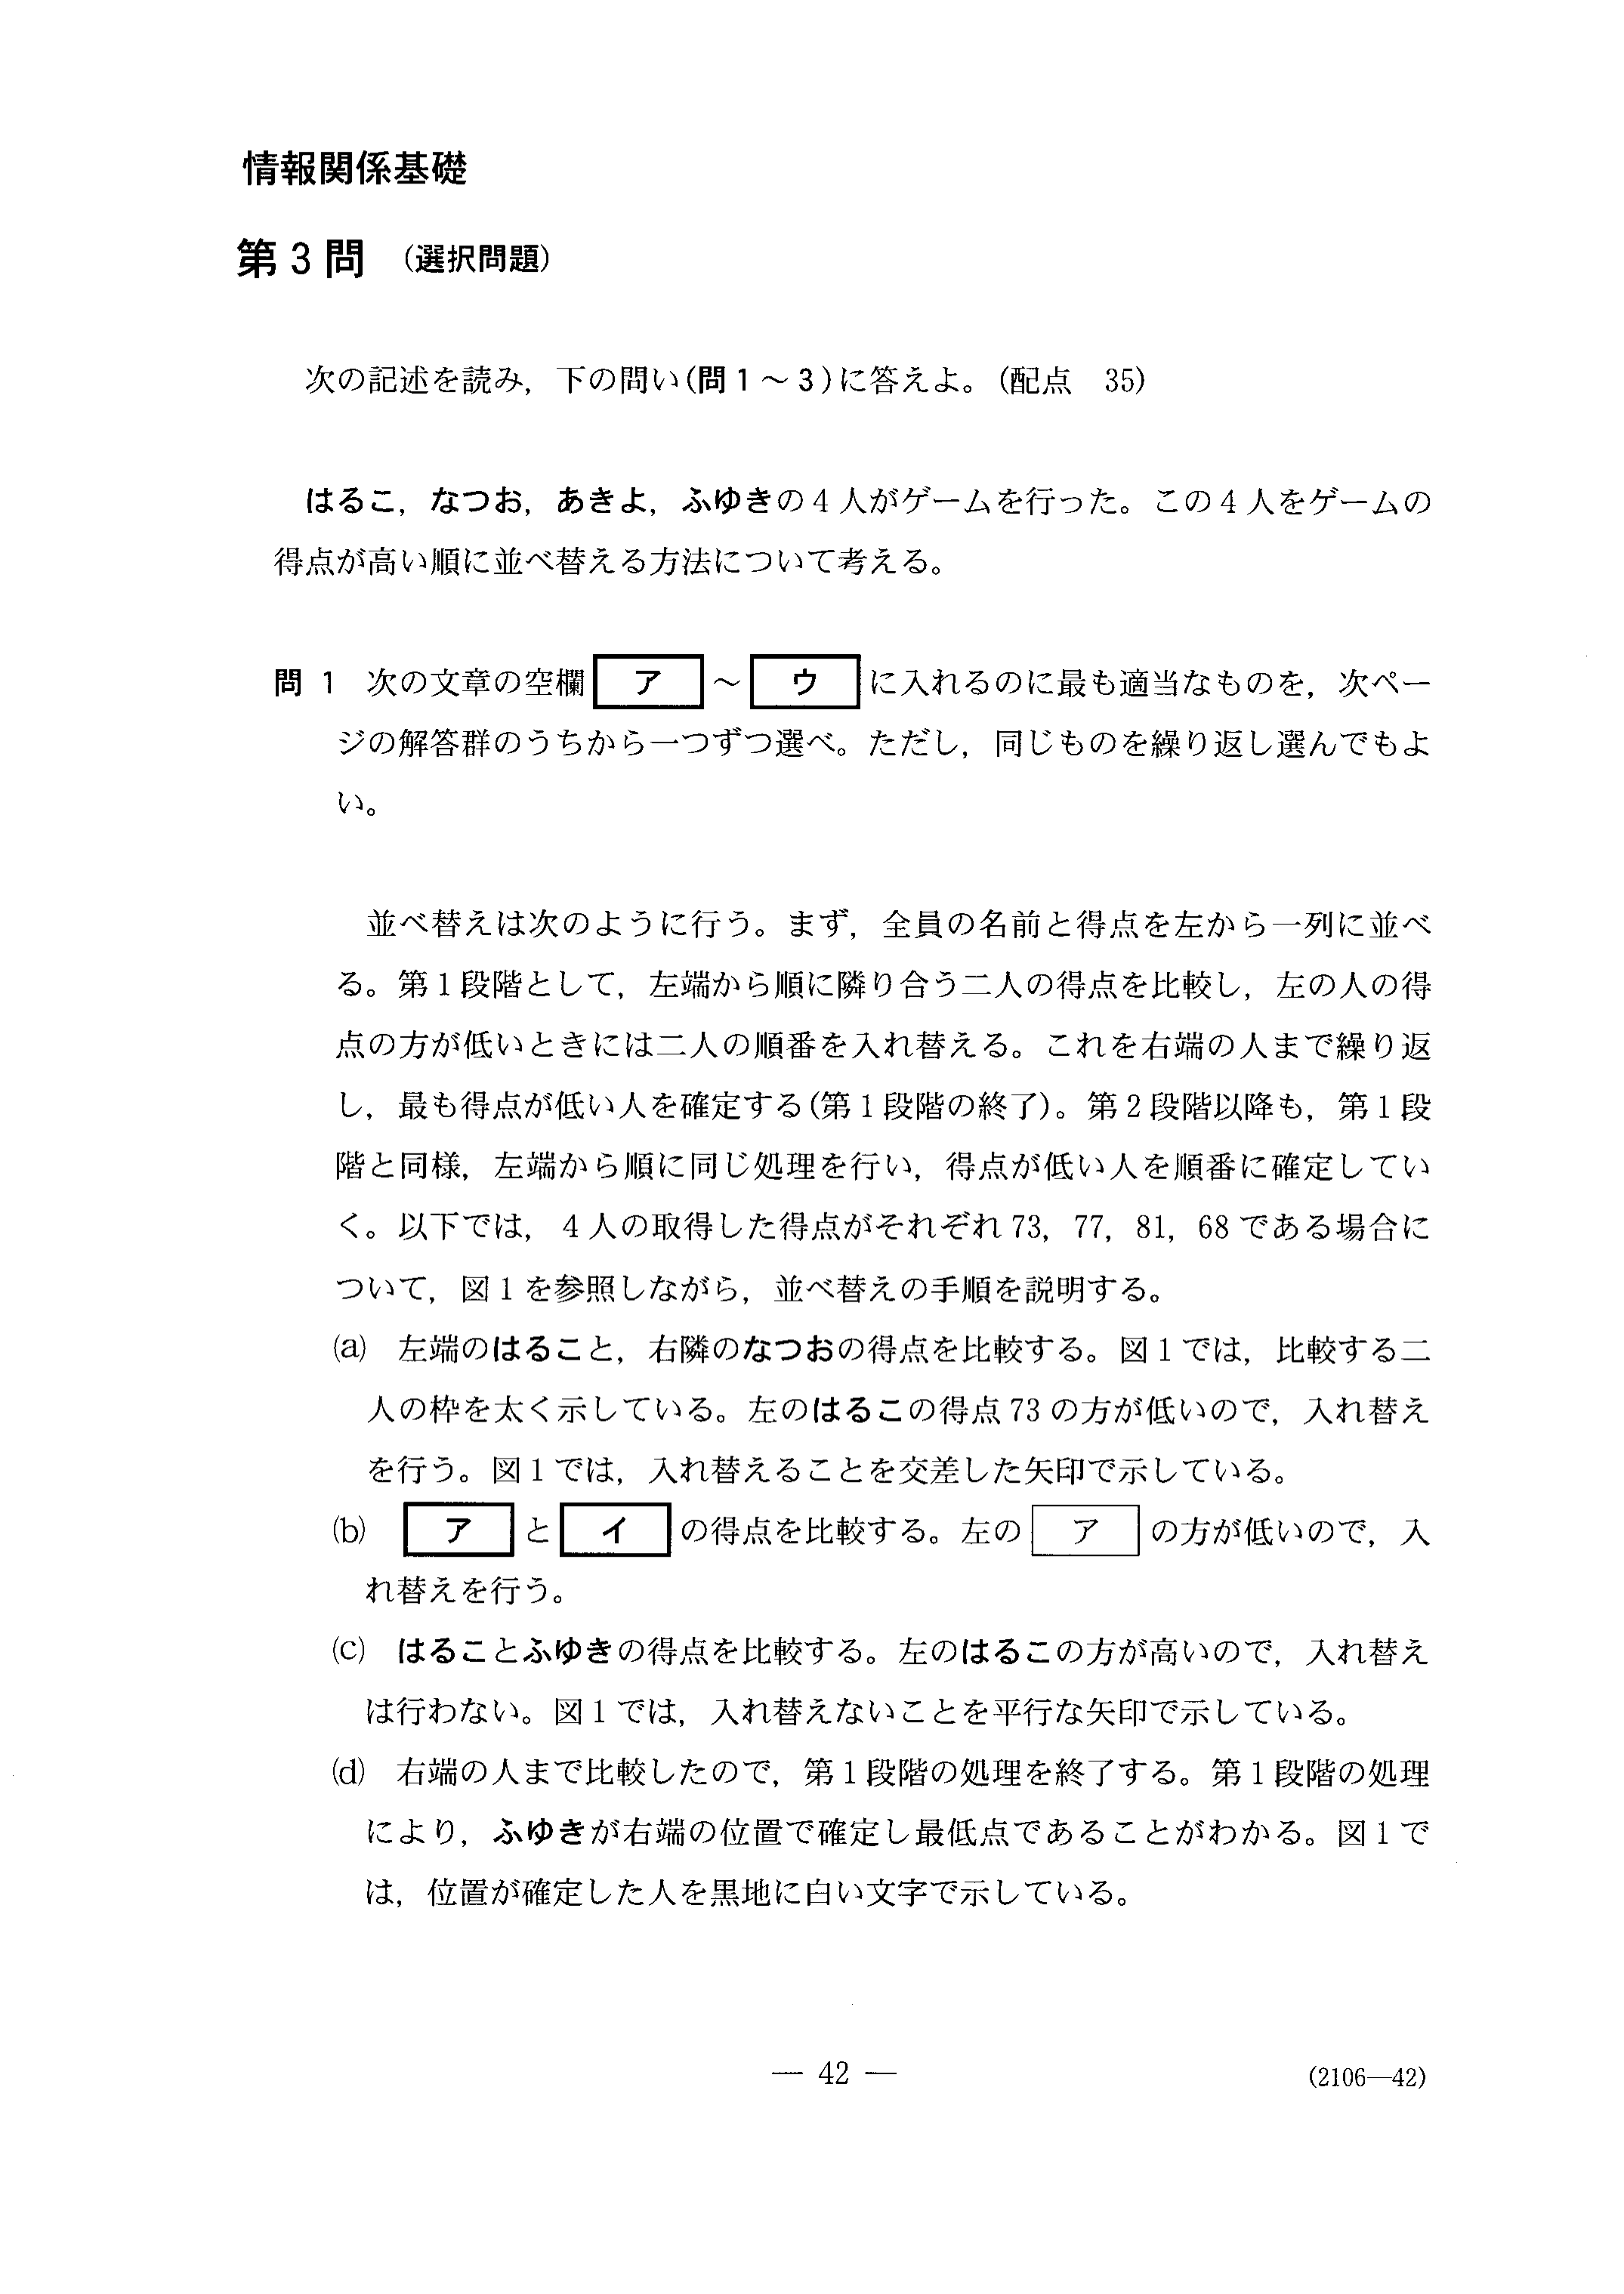 情報関係基礎
第3問 (選択問題)
次の記述を読み,下の問い(問1～3)に答えよ。(配点 35)
はるこ,なつお,あきよ,ふゆきの4人がゲームを行った。この4人をゲームの
得点が高い順に並べ替える方法について考える。
問1 次の文章の空欄 ア ～ ウ に入れるのに最も適当なものを,次ペー
ジの解答群のうちから一つずつ選べ。ただし,同じものを繰り返し選んでもよ
い。
並べ替えは次のように行う。まず,全員の名前と得点を左から一列に並べ
る。第1段階として,左端から順に隣り合う二人の得点を比較し,左の人の得
点の方が低いときには二人の順番を入れ替える。これを右端の人まで繰り返
し,最も得点が低い人を確定する(第1段階の終了)。第2段階以降も,第1段
階と同様,左端から順に同じ処理を行い,得点が低い人を順番に確定してい
く。以下では,4人の取得した得点がそれぞれ73,77,81,68である場合に
ついて,図1を参照しながら,並べ替えの手順を説明する。
(a) 左端のはること,右隣のなつおの得点を比較する。図1では,比較する二
人の枠を太く示している。左のはるこの得点73の方が低いので,入れ替え
を行う。図1では,入れ替えることを交差した矢印で示している。
(b) ア と イ の得点を比較する。左の ア の方が低いので,入
れ替えを行う。
(c) はることふゆきの得点を比較する。左のはるこの方が高いので,入れ替え
は行わない。図1では,入れ替えないことを平行な矢印で示している。
(d) 右端の人まで比較したので,第1段階の処理を終了する。第1段階の処理
により,ふゆきが右端の位置で確定し最低点であることがわかる。図1で
は,位置が確定した人を黒地に白い文字で示している。
— 42 —
(2106—42)